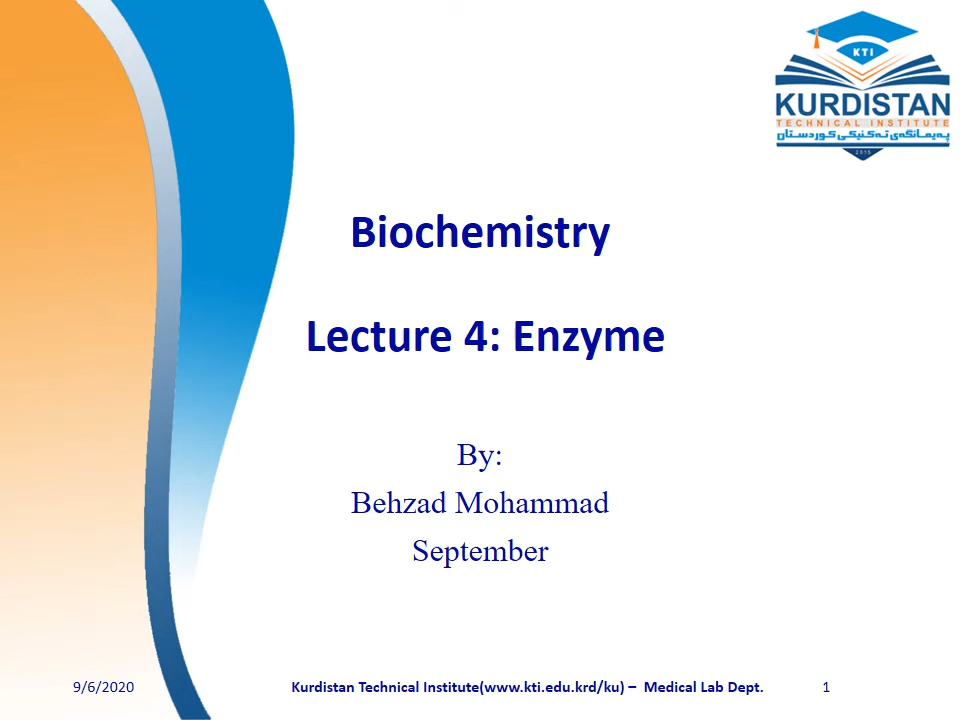 KTI
KURDISTAN
TECHNICAL INSTITUTE
پەیمانگەی تەکنیکی کوردستان
2015
Biochemistry
Lecture 4: Enzyme
By:
Behzad Mohammad
September
9/6/2020
Kurdistan Technical Institute(www.kti.edu.krd/ku) – Medical Lab Dept.
1